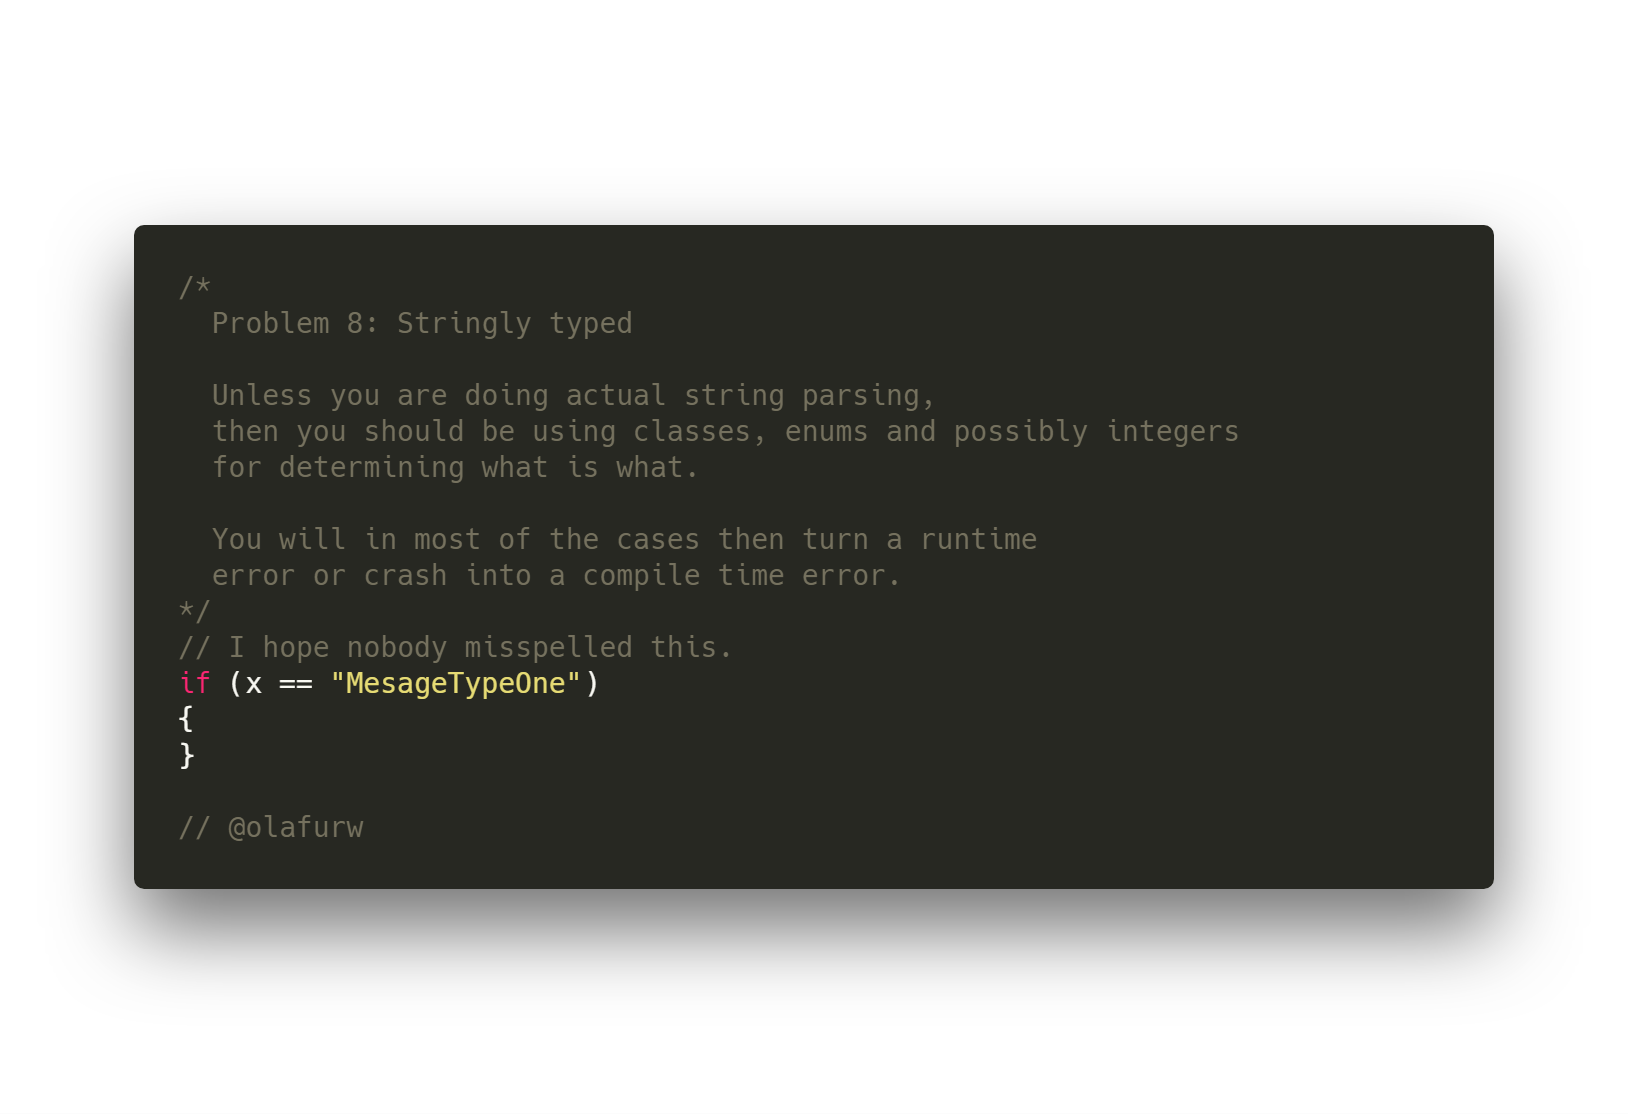 /*
Problem 8: Stringly typed
Unless you are doing actual string parsing,
then you should be using classes, enums and possibly integers
for determining what is what.
You will in most of the cases then turn a runtime
error or crash into a compile time error.
*/
// I hope nobody misspelled this.
if (x == "MesageTypeOne")
{
}
// @olafurw